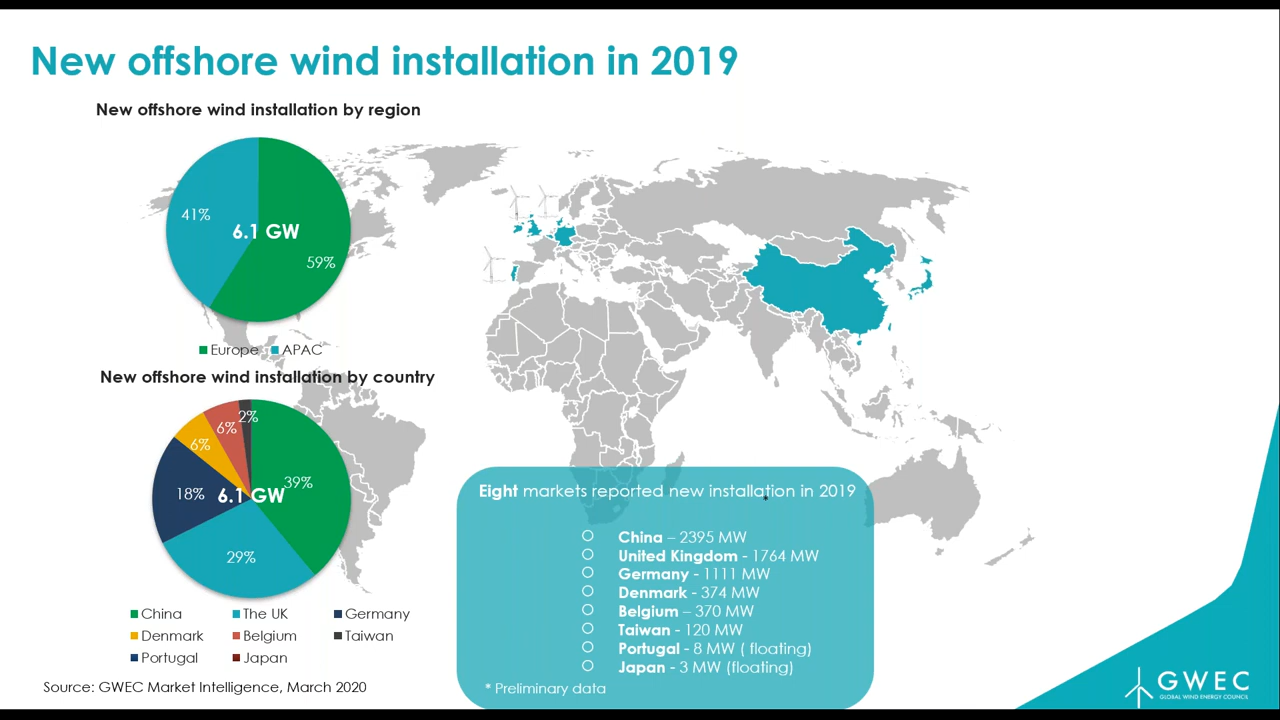 New offshore wind installation in 2019
New offshore wind installation by region
41%
6.1 GW
59%
Europe APAC
New offshore wind installation by country
2%
6%
6%
39%
18%
6.1 GW
29%
China The UK Germany
Denmark Belgium Taiwan
Portugal Japan
Source: GWEC Market Intelligence, March 2020
Eight markets reported new installation in 2019
*
China – 2395 MW
United Kingdom - 1764 MW
Germany - 1111 MW
Denmark - 374 MW
Belgium – 370 MW
Taiwan - 120 MW
Portugal - 8 MW ( floating)
Japan - 3 MW (floating)
* Preliminary data
GWEC
GLOBAL WIND ENERGY COUNCIL